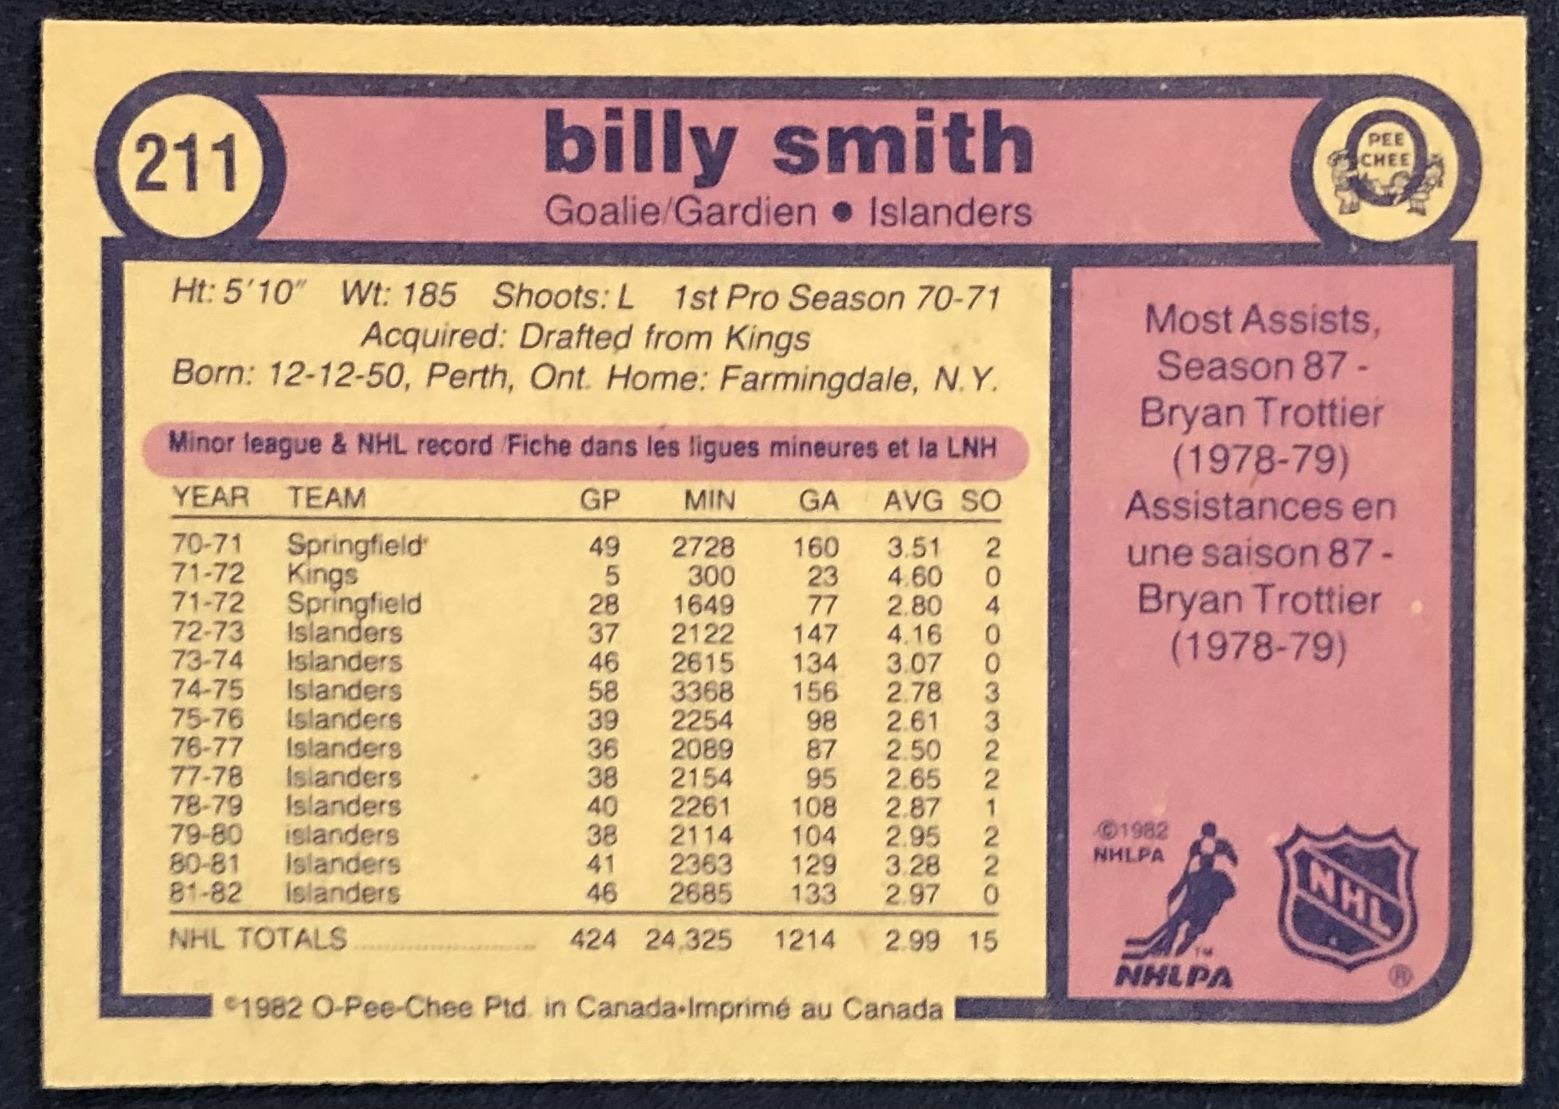 211
billy smith
Goalie/Gardien • Islanders
O
PEE
CHEE
Ht: 5'10" Wt: 185 Shoots: L 1st Pro Season 70-71
Acquired: Drafted from Kings
Born: 12-12-50, Perth, Ont. Home: Farmingdale, N.Y.
Minor league & NHL record/Fiche dans les ligues mineures et la LNH
YEAR TEAM GP MIN GA AVG SO
70-71 Springfield 49 2728 160 3.51 2
71-72 Kings 5 300 23 4.60 0
71-72 Springfield 28 1649 77 2.80 4
72-73 Islanders 37 2122 147 4.16 0
73-74 Islanders 46 2615 134 3.07 0
74-75 Islanders 58 3368 156 2.78 3
75-76 Islanders 39 2254 98 2.61 3
76-77 Islanders 36 2089 87 2.50 2
77-78 Islanders 38 2154 95 2.65 2
78-79 Islanders 40 2261 108 2.87 1
79-80 islanders 38 2114 104 2.95 2
80-81 Islanders 41 2363 129 3.28 2
81-82 Islanders 46 2685 133 2.97 0
NHL TOTALS 424 24,325 1214 2.99 15
©1982 O-Pee-Chee Ptd. in Canada•Imprimé au Canada
Most Assists,
Season 87 -
Bryan Trottier
(1978-79)
Assistances en
une saison 87 -
Bryan Trottier
(1978-79)
©1982
NHLPA
TM
NHLPA
NHL
®